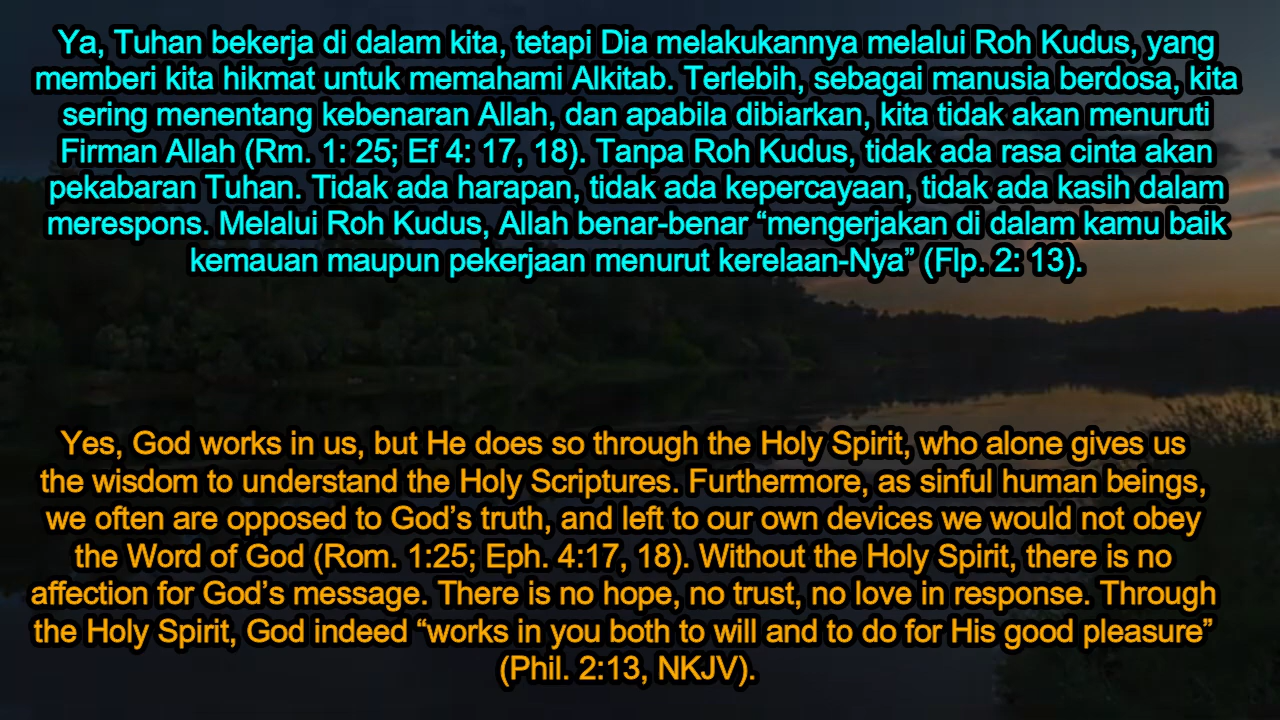 Ya, Tuhan bekerja di dalam kita, tetapi Dia melakukannya melalui Roh Kudus, yang
memberi kita hikmat untuk memahami Alkitab. Terlebih, sebagai manusia berdosa, kita
sering menentang kebenaran Allah, dan apabila dibiarkan, kita tidak akan menuruti
Firman Allah (Rm. 1: 25; Ef 4: 17, 18). Tanpa Roh Kudus, tidak ada rasa cinta akan
pekabaran Tuhan. Tidak ada harapan, tidak ada kepercayaan, tidak ada kasih dalam
merespons. Melalui Roh Kudus, Allah benar-benar “mengerjakan di dalam kamu baik
kemauan maupun pekerjaan menurut kerelaan-Nya” (Flp. 2: 13).
Yes, God works in us, but He does so through the Holy Spirit, who alone gives us
the wisdom to understand the Holy Scriptures. Furthermore, as sinful human beings,
we often are opposed to God’s truth, and left to our own devices we would not obey
the Word of God (Rom. 1:25; Eph. 4:17, 18). Without the Holy Spirit, there is no
affection for God’s message. There is no hope, no trust, no love in response. Through
the Holy Spirit, God indeed “works in you both to will and to do for His good pleasure”
(Phil. 2:13, NKJV).